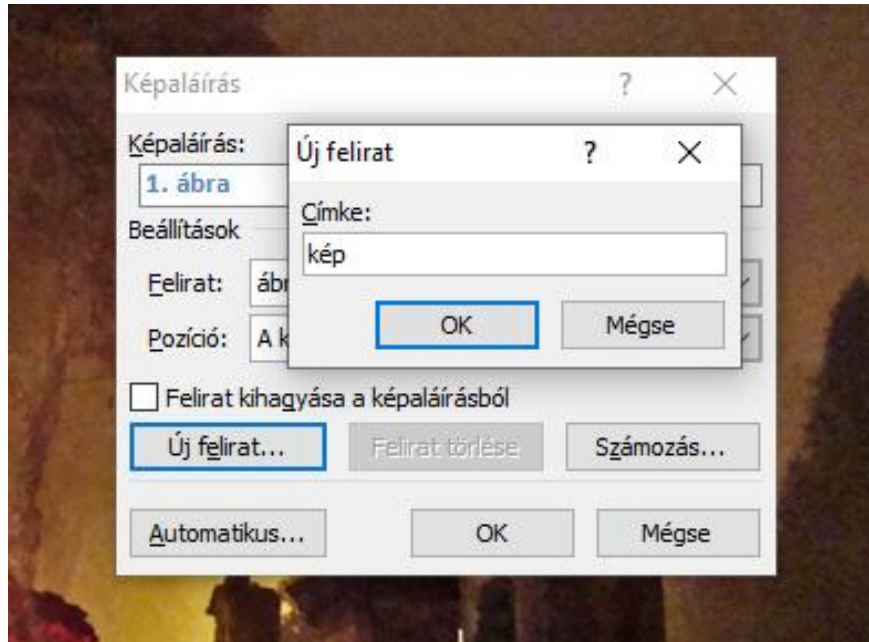 Képaláírás
Képaláírás:
1. ábra
Beállítások
Felirat:
Pozíció:
Új felirat
Címke:
kép
OK
Mégse
Felirat kihagyása a képaláírásból
Új felirat...
Felirat törlése
Számozás...
Automatikus...
OK
Mégse